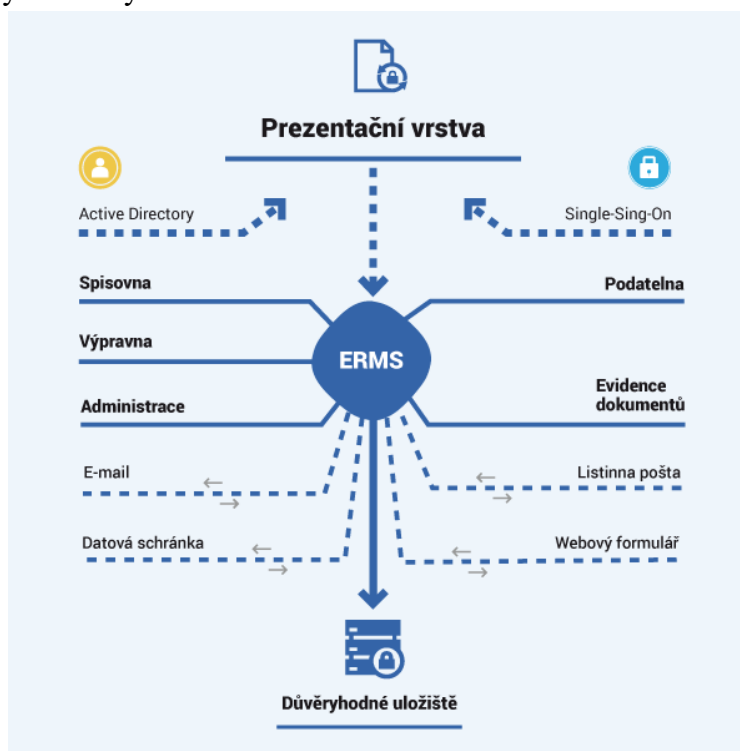 Prezentační vrstva
Active Directory
Single-Sing-On
Spisovna
Podatelna
Výpravna
ERMS
Administrace
Evidence
dokumentů
E-mail
Listinna pošta
Datová schránka
Webový formulář
Důvěryhodné uložiště